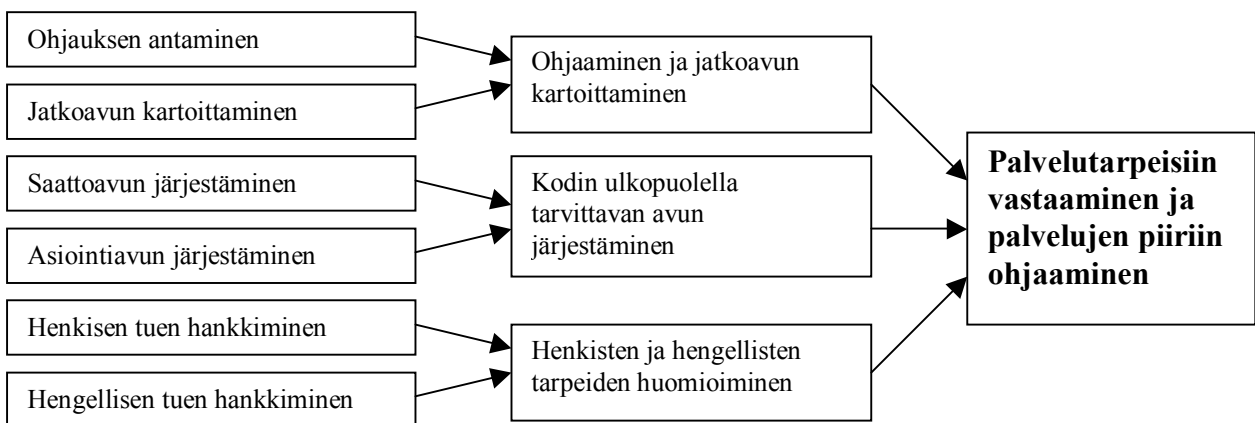 Ohjauksen antaminen
Jatkoavun kartoittaminen
Saattoavun järjestäminen
Asiointiavun järjestäminen
Henkisen tuen hankkiminen
Hengellisen tuen hankkiminen
Ohjaaminen ja jatkoavun
kartoittaminen
Kodin ulkopuolella
tarvittavan avun
järjestäminen
Henkisten ja hengellisten
tarpeiden huomioiminen
Palvelutarpeisiin
vastaaminen ja
palvelujen piiriin
ohjaaminen